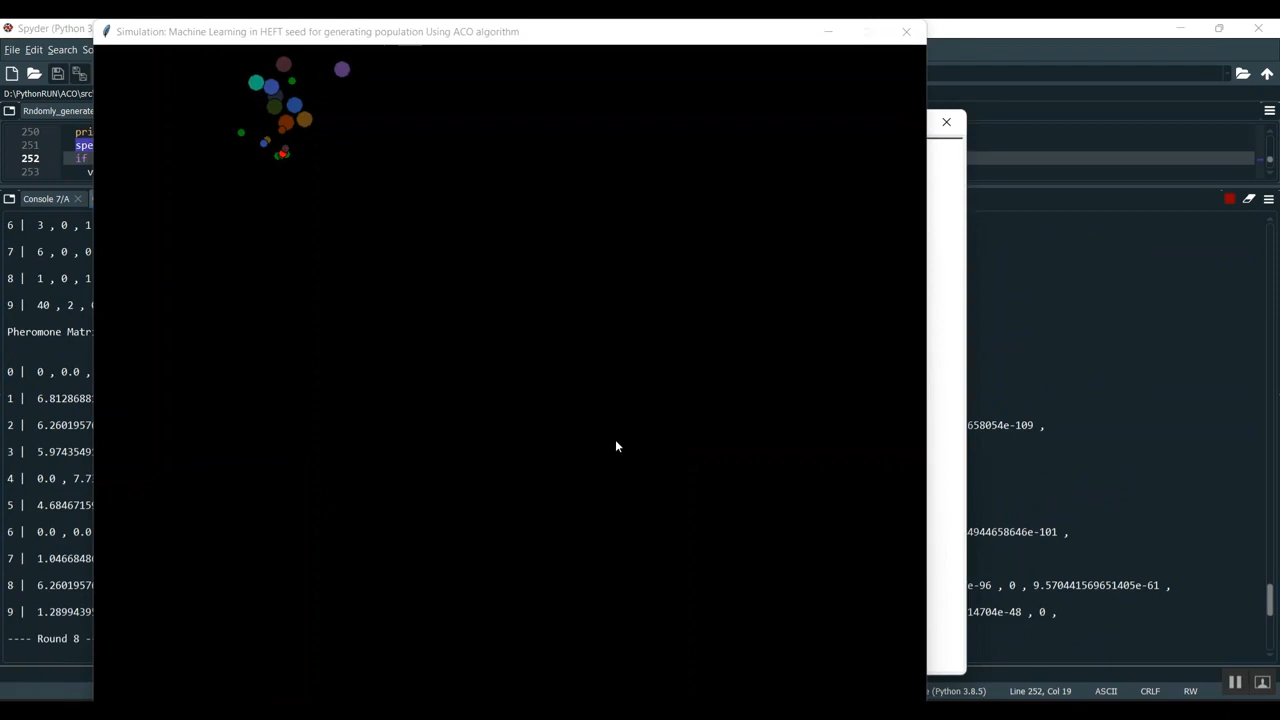 Spyder (Python 3
Simulation: Machine Learning in HEFT seed for generating population Using ACO algorithm
File Edit Search So
D:\PythonRUN\ACO\src
Rndomly_generate
250 pri
251 spe
252 if
253 v
Console 7/A
6 | 3 , 0 , 1
7 | 6 , 0 , 0
8 | 1 , 0 , 1
9 | 40 , 2 , 
Pheromone Matri
0 | 0 , 0.0 ,
1 | 6.8128688
2 | 6.2601957 658054e-109 ,
3 | 5.9743549
4 | 0.0 , 7.7
5 | 4.6846715
6 | 0.0 , 0.0 4944658646e-101 ,
7 | 1.0466848
8 | 6.2601957 e-96 , 0 , 9.570441569651405e-61 ,
9 | 1.2899439 14704e-48 , 0 ,
---- Round 8 --
e (Python 3.8.5) Line 252, Col 19 ASCII CRLF RW